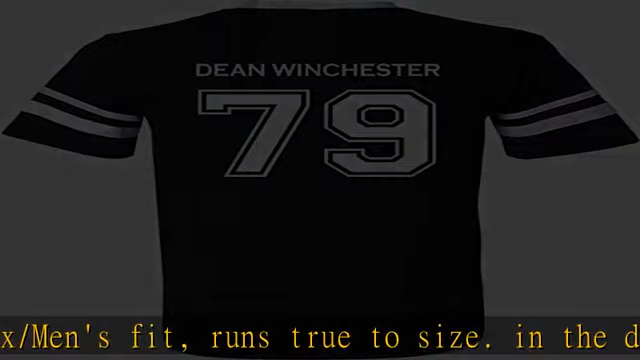 DEAN WINCHESTER
79
x/Men's fit, runs true to size. in the d